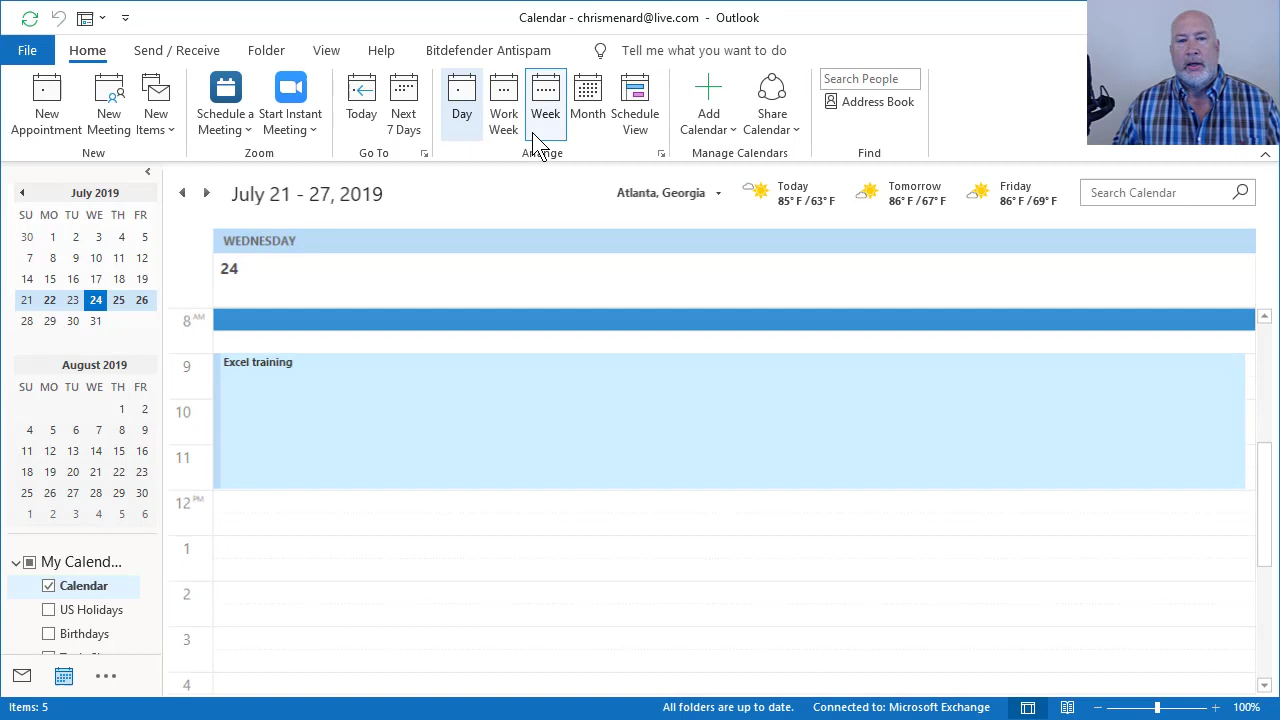 Calendar - chrismenard@live.com - Outlook
File Home Send / Receive Folder View Help Bitdefender Antispam Tell me what you want to do
New Appointment
New Meeting
New Items
New
Schedule a Meeting
Start Instant Meeting
Zoom
Today
Next 7 Days
Go To
Day
Work Week
Week
Month
Schedule View
Arrange
Add Calendar
Share Calendar
Manage Calendars
Search People
Address Book
Find
July 2019
SU MO TU WE TH FR
30 1 2 3 4 5
7 8 9 10 11 12
14 15 16 17 18 19
21 22 23 24 25 26
28 29 30 31
August 2019
SU MO TU WE TH FR
1 2
4 5 6 7 8 9
11 12 13 14 15 16
18 19 20 21 22 23
25 26 27 28 29 30
1 2 3 4 5 6
My Calend...
Calendar
US Holidays
Birthdays
July 21 - 27, 2019
Atlanta, Georgia
Today
85° F / 63° F
Tomorrow
86° F / 67° F
Friday
86° F / 69° F
Search Calendar
WEDNESDAY
24
8 AM
9 Excel training
10
11
12 PM
1
2
3
4
Items: 5 All folders are up to date. Connected to: Microsoft Exchange 100%